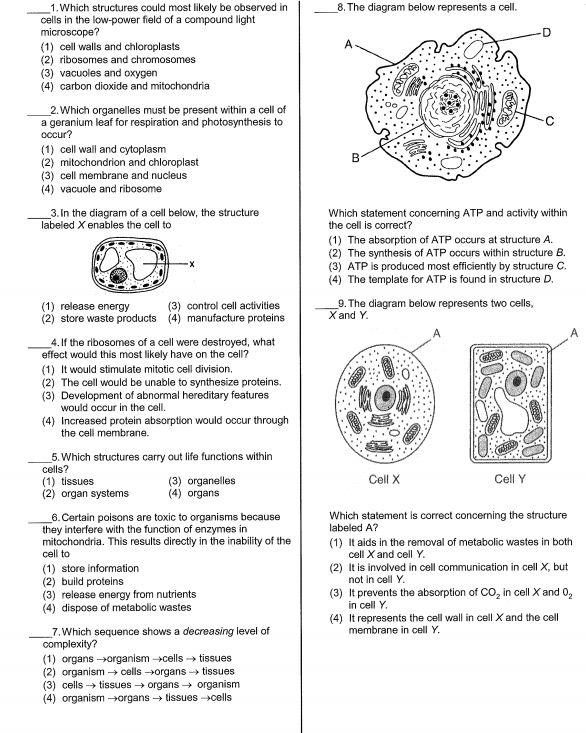 _____1. Which structures could most likely be observed in
cells in the low-power field of a compound light
microscope?
(1) cell walls and chloroplasts
(2) ribosomes and chromosomes
(3) vacuoles and oxygen
(4) carbon dioxide and mitochondria
_____2. Which organelles must be present within a cell of
a geranium leaf for respiration and photosynthesis to
occur?
(1) cell wall and cytoplasm
(2) mitochondrion and chloroplast
(3) cell membrane and nucleus
(4) vacuole and ribosome
_____3. In the diagram of a cell below, the structure
labeled X enables the cell to
X
(1) release energy (3) control cell activities
(2) store waste products (4) manufacture proteins
_____4. If the ribosomes of a cell were destroyed, what
effect would this most likely have on the cell?
(1) It would stimulate mitotic cell division.
(2) The cell would be unable to synthesize proteins.
(3) Development of abnormal hereditary features
would occur in the cell.
(4) Increased protein absorption would occur through
the cell membrane.
_____5. Which structures carry out life functions within
cells?
(1) tissues (3) organelles
(2) organ systems (4) organs
_____6. Certain poisons are toxic to organisms because
they interfere with the function of enzymes in
mitochondria. This results directly in the inability of the
cell to
(1) store information
(2) build proteins
(3) release energy from nutrients
(4) dispose of metabolic wastes
_____7. Which sequence shows a decreasing level of
complexity?
(1) organs →organism →cells → tissues
(2) organism → cells →organs → tissues
(3) cells → tissues → organs → organism
(4) organism →organs → tissues →cells
_____8. The diagram below represents a cell.
A
D
C
B
Which statement concerning ATP and activity within
the cell is correct?
(1) The absorption of ATP occurs at structure A.
(2) The synthesis of ATP occurs within structure B.
(3) ATP is produced most efficiently by structure C.
(4) The template for ATP is found in structure D.
_____9. The diagram below represents two cells,
X and Y.
A A
Cell X Cell Y
Which statement is correct concerning the structure
labeled A?
(1) It aids in the removal of metabolic wastes in both
cell X and cell Y.
(2) It is involved in cell communication in cell X, but
not in cell Y.
(3) It prevents the absorption of CO₂ in cell X and 0₂
in cell Y.
(4) It represents the cell wall in cell X and the cell
membrane in cell Y.